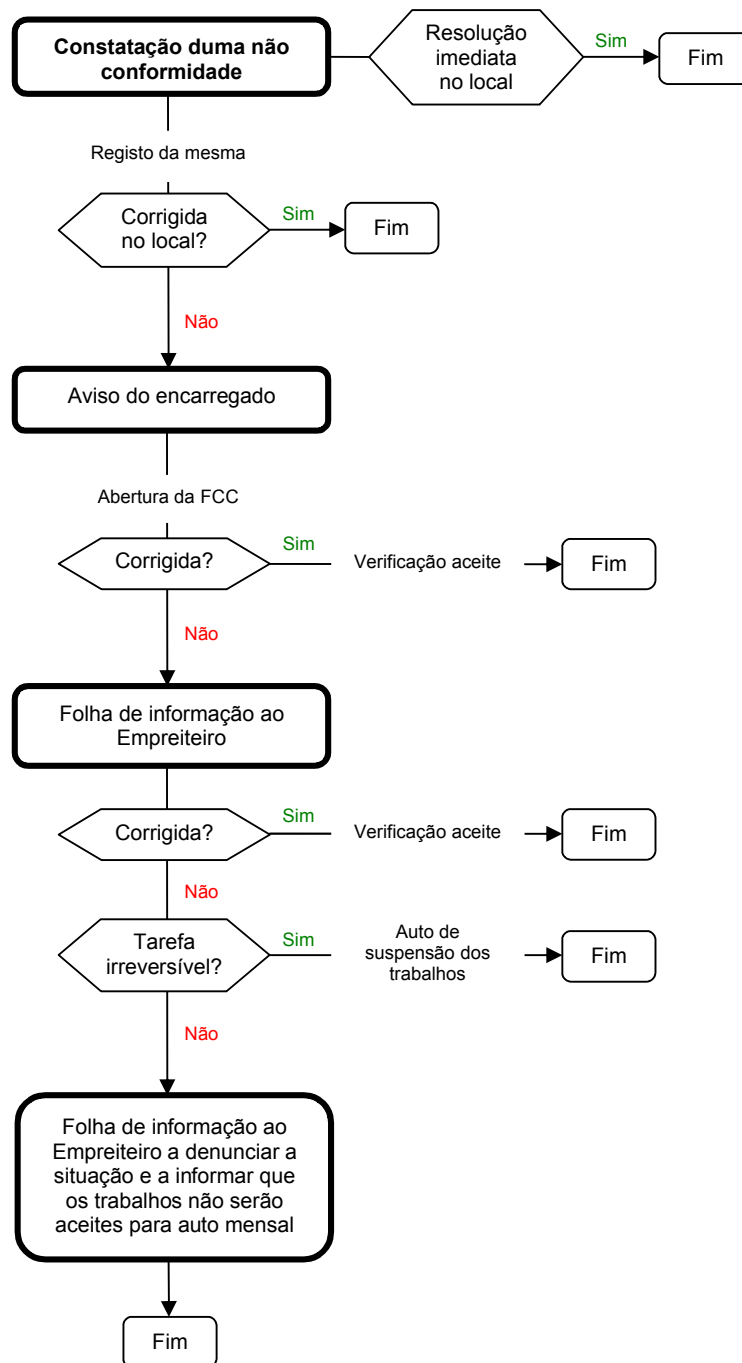 Constatação duma não
conformidade
Resolução
imediata
no local
Sim
Fim
Registo da mesma
Corrigida
no local?
Sim
Fim
Não
Aviso do encarregado
Abertura da FCC
Corrigida?
Sim
Verificação aceite
Fim
Não
Folha de informação ao
Empreiteiro
Corrigida?
Sim
Verificação aceite
Fim
Não
Tarefa
irreversível?
Sim
Auto de
suspensão dos
trabalhos
Fim
Não
Folha de informação ao
Empreiteiro a denunciar a
situação e a informar que
os trabalhos não serão
aceites para auto mensal
Fim